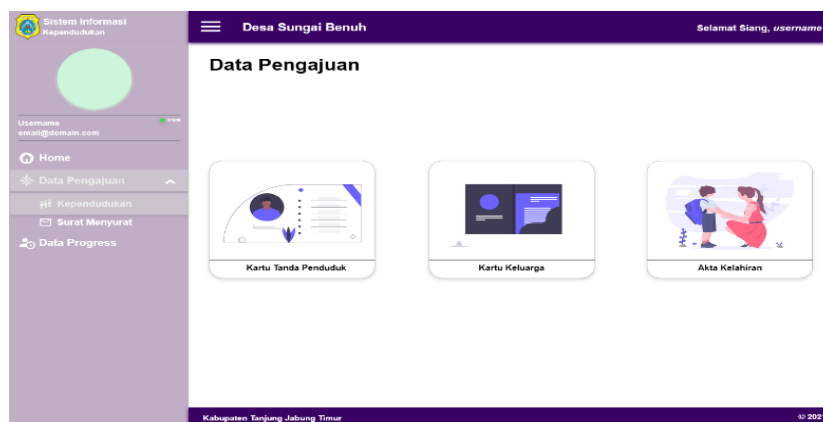 Sistem Informasi
Kependudukan
Desa Sungai Benuh
Selamat Siang, username
Username
email@domain.com
Home
Data Pengajuan
Kependudukan
Surat Menyurat
Data Progress
Data Pengajuan
Kartu Tanda Penduduk
Kartu Keluarga
Akta Kelahiran
Kabupaten Tanjung Jabung Timur
© 202